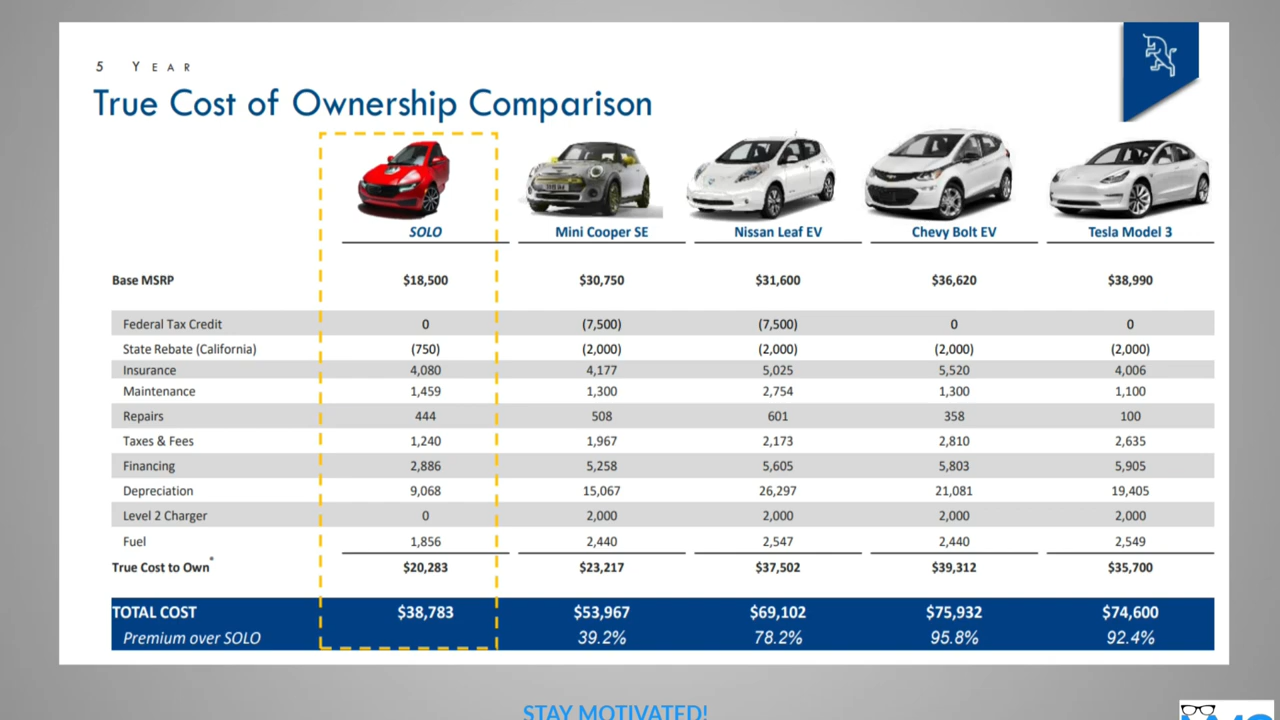 5 YEAR
True Cost of Ownership Comparison
SOLO Mini Cooper SE Nissan Leaf EV Chevy Bolt EV Tesla Model 3
Base MSRP $18,500 $30,750 $31,600 $36,620 $38,990
Federal Tax Credit 0 (7,500) (7,500) 0 0
State Rebate (California) (750) (2,000) (2,000) (2,000) (2,000)
Insurance 4,080 4,177 5,025 5,520 4,006
Maintenance 1,459 1,300 2,754 1,300 1,100
Repairs 444 508 601 358 100
Taxes & Fees 1,240 1,967 2,173 2,810 2,635
Financing 2,886 5,258 5,605 5,803 5,905
Depreciation 9,068 15,067 26,297 21,081 19,405
Level 2 Charger 0 2,000 2,000 2,000 2,000
Fuel 1,856 2,440 2,547 2,440 2,549
True Cost to Own* $20,283 $23,217 $37,502 $39,312 $35,700
TOTAL COST $38,783 $53,967 $69,102 $75,932 $74,600
Premium over SOLO 39.2% 78.2% 95.8% 92.4%
STAY MOTIVATED!